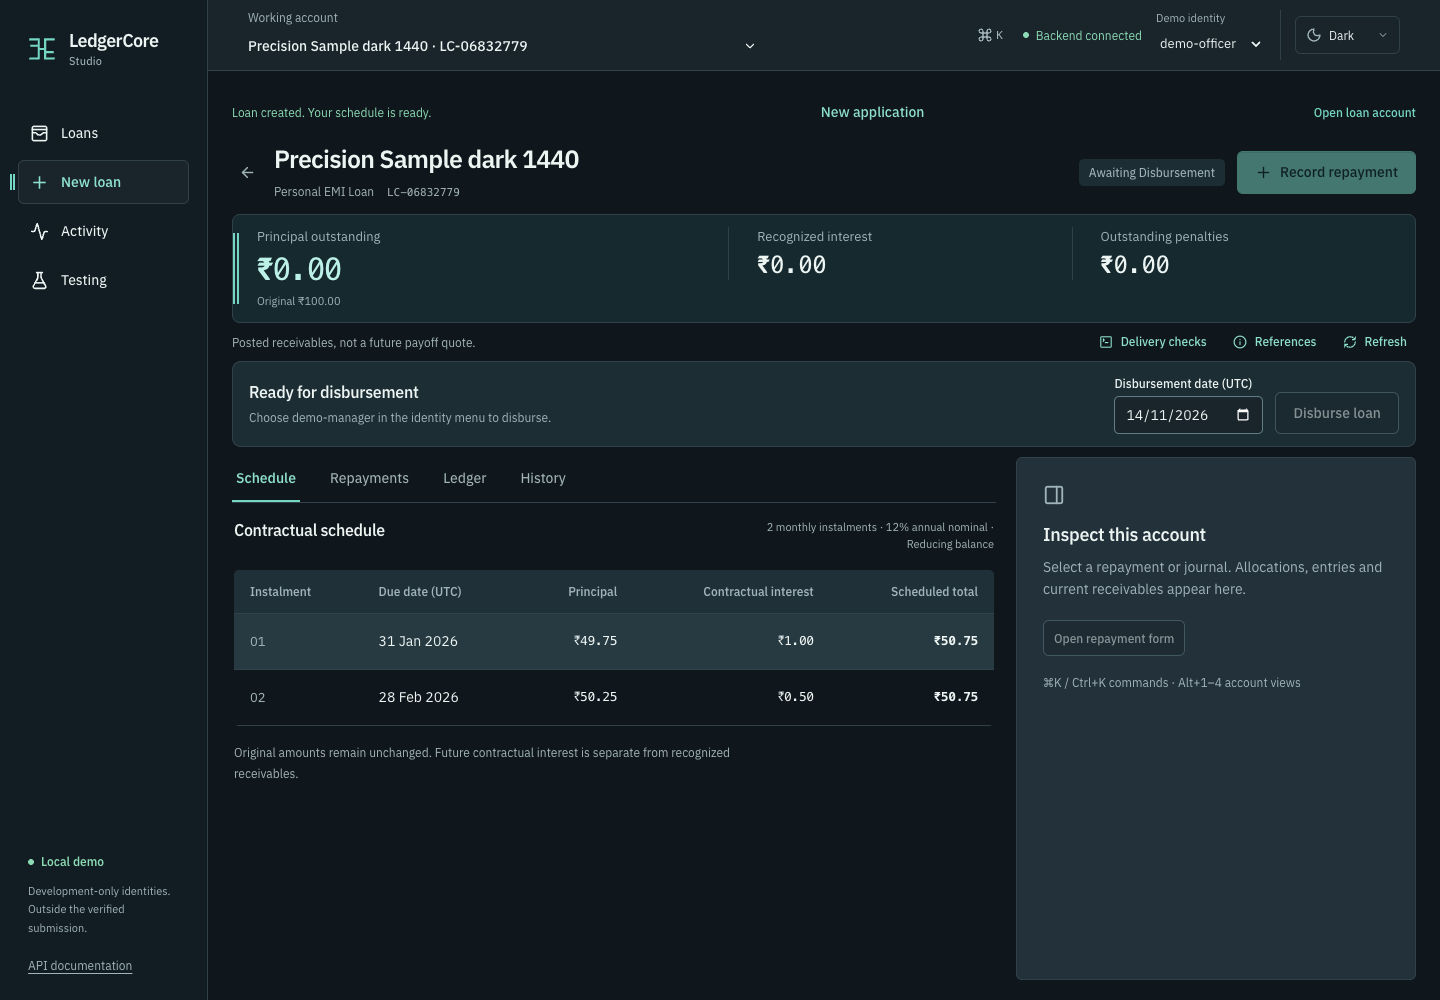 LedgerCore
Studio
Loans
New loan
Activity
Testing
Local demo
Development-only identities.
Outside the verified
submission.
API documentation
Working account
Precision Sample dark 1440 · LC-06832779
⌘ K
Backend connected
Demo identity
demo-officer
Dark
Loan created. Your schedule is ready.
New application
Open loan account
Precision Sample dark 1440
Personal EMI Loan LC-06832779
Awaiting Disbursement
Record repayment
Principal outstanding
₹0.00
Original ₹100.00
Recognized interest
₹0.00
Outstanding penalties
₹0.00
Posted receivables, not a future payoff quote.
Delivery checks
References
Refresh
Ready for disbursement
Choose demo-manager in the identity menu to disburse.
Disbursement date (UTC)
14/11/2026
Disburse loan
Schedule Repayments Ledger History
Contractual schedule
2 monthly instalments · 12% annual nominal ·
Reducing balance
Instalment Due date (UTC) Principal Contractual interest Scheduled total
01 31 Jan 2026 ₹49.75 ₹1.00 ₹50.75
02 28 Feb 2026 ₹50.25 ₹0.50 ₹50.75
Original amounts remain unchanged. Future contractual interest is separate from recognized
receivables.
Inspect this account
Select a repayment or journal. Allocations, entries and
current receivables appear here.
Open repayment form
⌘K / Ctrl+K commands · Alt+1–4 account views